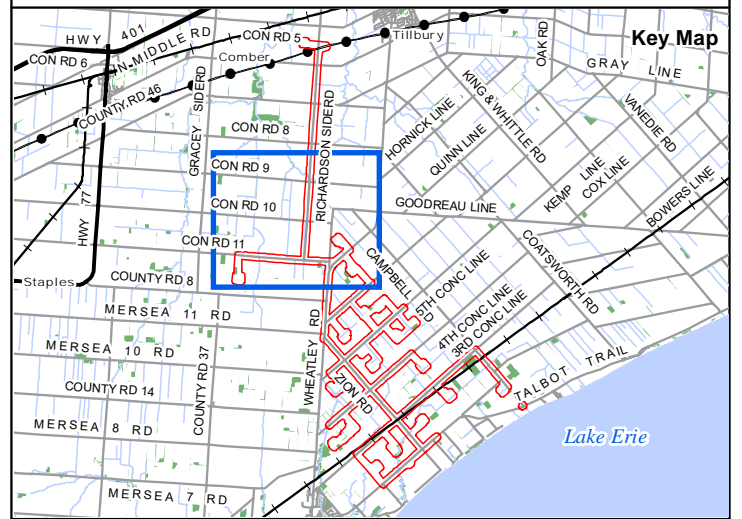 Key Map
HWY 401
CON RD 5
Tillbury
OAK RD
N MIDDLE RD
CON RD 6
Comber
GRAY LINE
COUNTY RD 46
GRACEY SIDERD
RICHARDSON SIDERD
KING & WHITTLE RD
VANEDIE RD
HORNICK LINE
CON RD 8
QUINN LINE
CON RD 9
KEMP LINE
COX LINE
BOWERS LINE
CON RD 10
GOODREAU LINE
HWY 77
CON RD 11
CAMPBELL RD
COATSWORTH RD
Staples
COUNTY RD 8
5TH CONC LINE
MERSEA 11 RD
4TH CONC LINE
3RD CONC LINE
WHEATLEY RD
MERSEA 10 RD
COUNTY RD 37
ZION RD
TALBOT TRAIL
COUNTY RD 14
MERSEA 8 RD
Lake Erie
MERSEA 7 RD